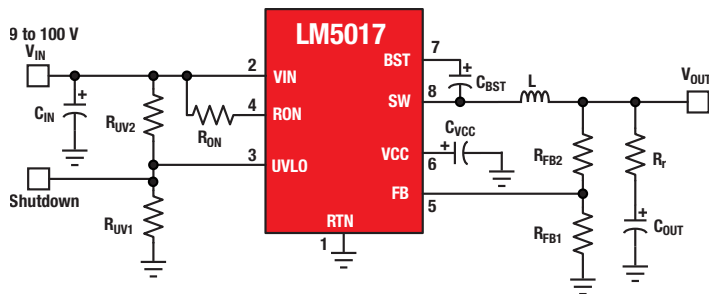 LM5017
9 to 100 V
VIN
CIN
RUV2
RON
Shutdown
RUV1
2
VIN
4
RON
3
UVLO
1
RTN
7
BST
8
SW
6
VCC
5
FB
CBST
L
VOUT
CVCC
RFB2
RFB1
Rr
COUT